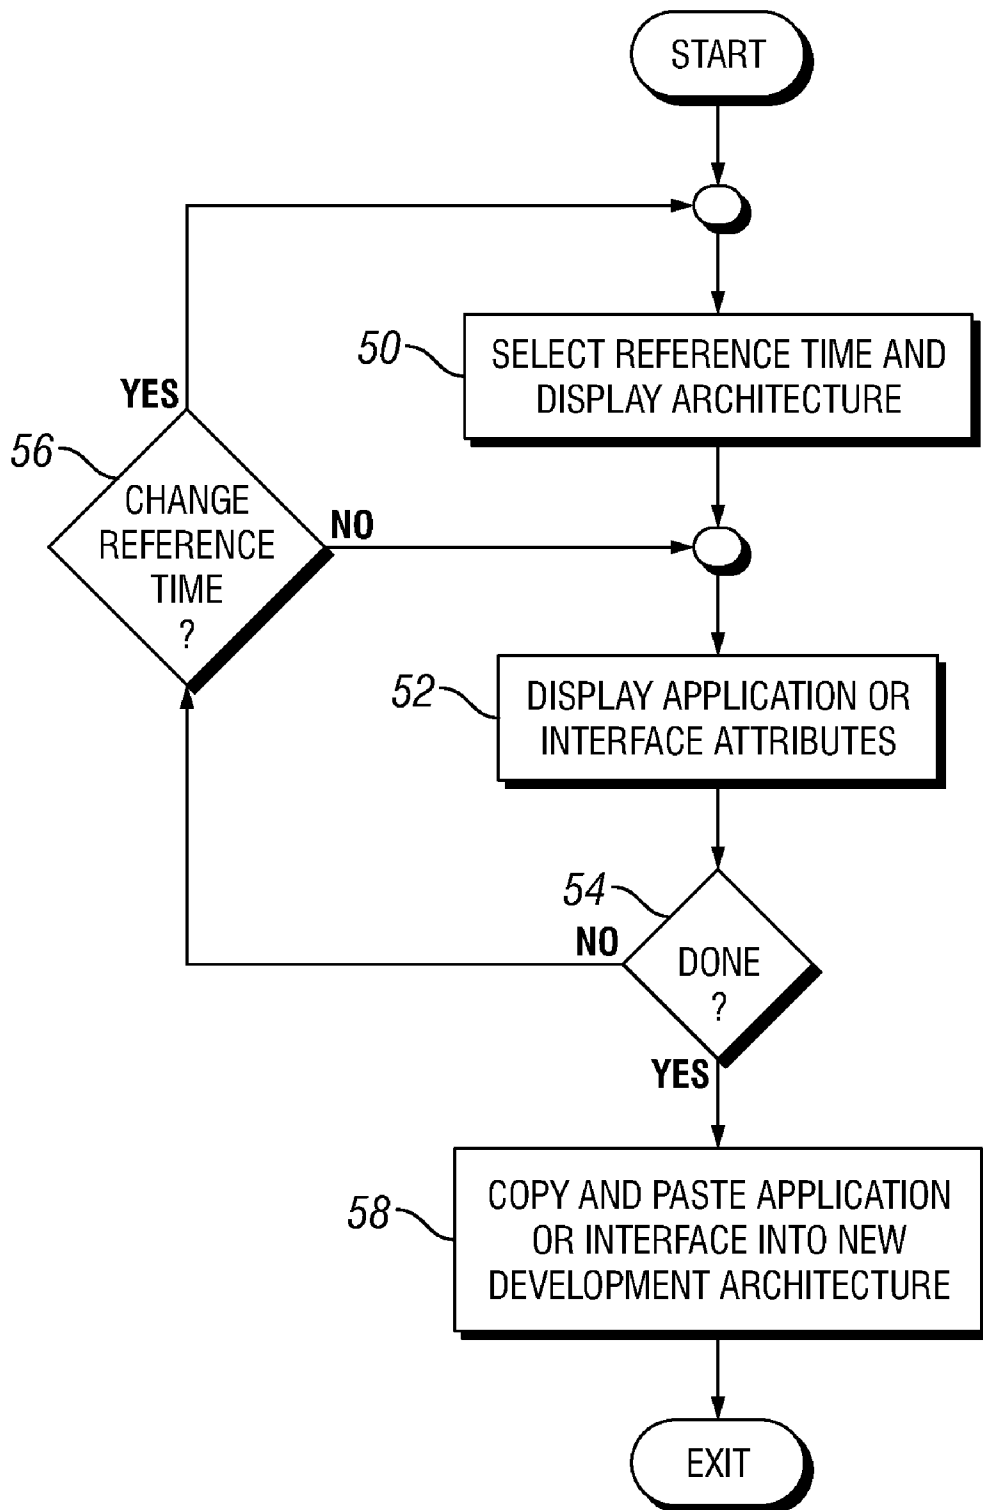 START
50
SELECT REFERENCE TIME AND
DISPLAY ARCHITECTURE
YES
56
CHANGE
REFERENCE
TIME
?
NO
52
DISPLAY APPLICATION OR
INTERFACE ATTRIBUTES
54
NO
DONE
?
YES
58
COPY AND PASTE APPLICATION
OR INTERFACE INTO NEW
DEVELOPMENT ARCHITECTURE
EXIT